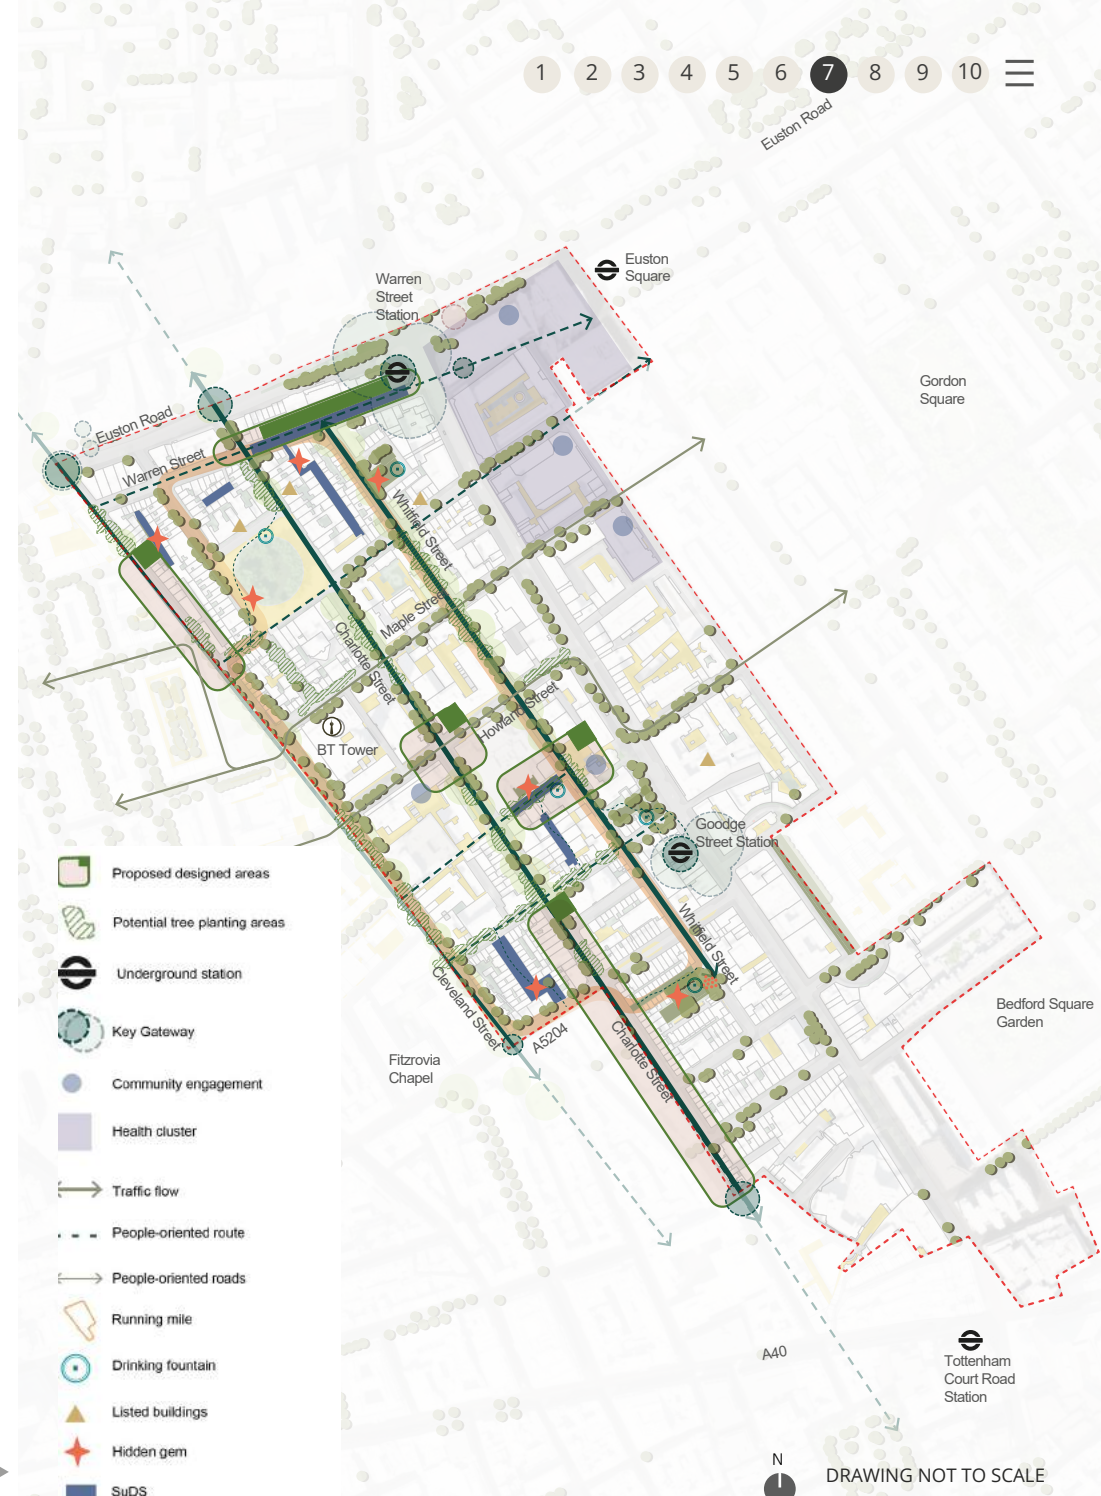 1 2 3 4 5 6 7 8 9 10
Euston Road
Euston
Square
Warren
Street
Station
Gordon
Square
Euston Road
Warren Street
Whitfield Street
Maple Street
Charlotte Street
Howland Street
BT Tower
Goodge
Street Station
Whitfield Street
Cleveland Street
A5204
Charlotte Street
Fitzrovia
Chapel
Bedford Square
Garden
A40
Tottenham
Court Road
Station
Proposed designed areas
Potential tree planting areas
Underground station
Key Gateway
Community engagement
Health cluster
Traffic flow
People-oriented route
People-oriented roads
Running mile
Drinking fountain
Listed buildings
Hidden gem
SuDS
N
DRAWING NOT TO SCALE